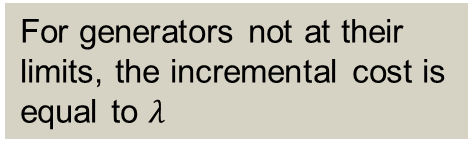 For generators not at their
limits, the incremental cost is
equal to λ